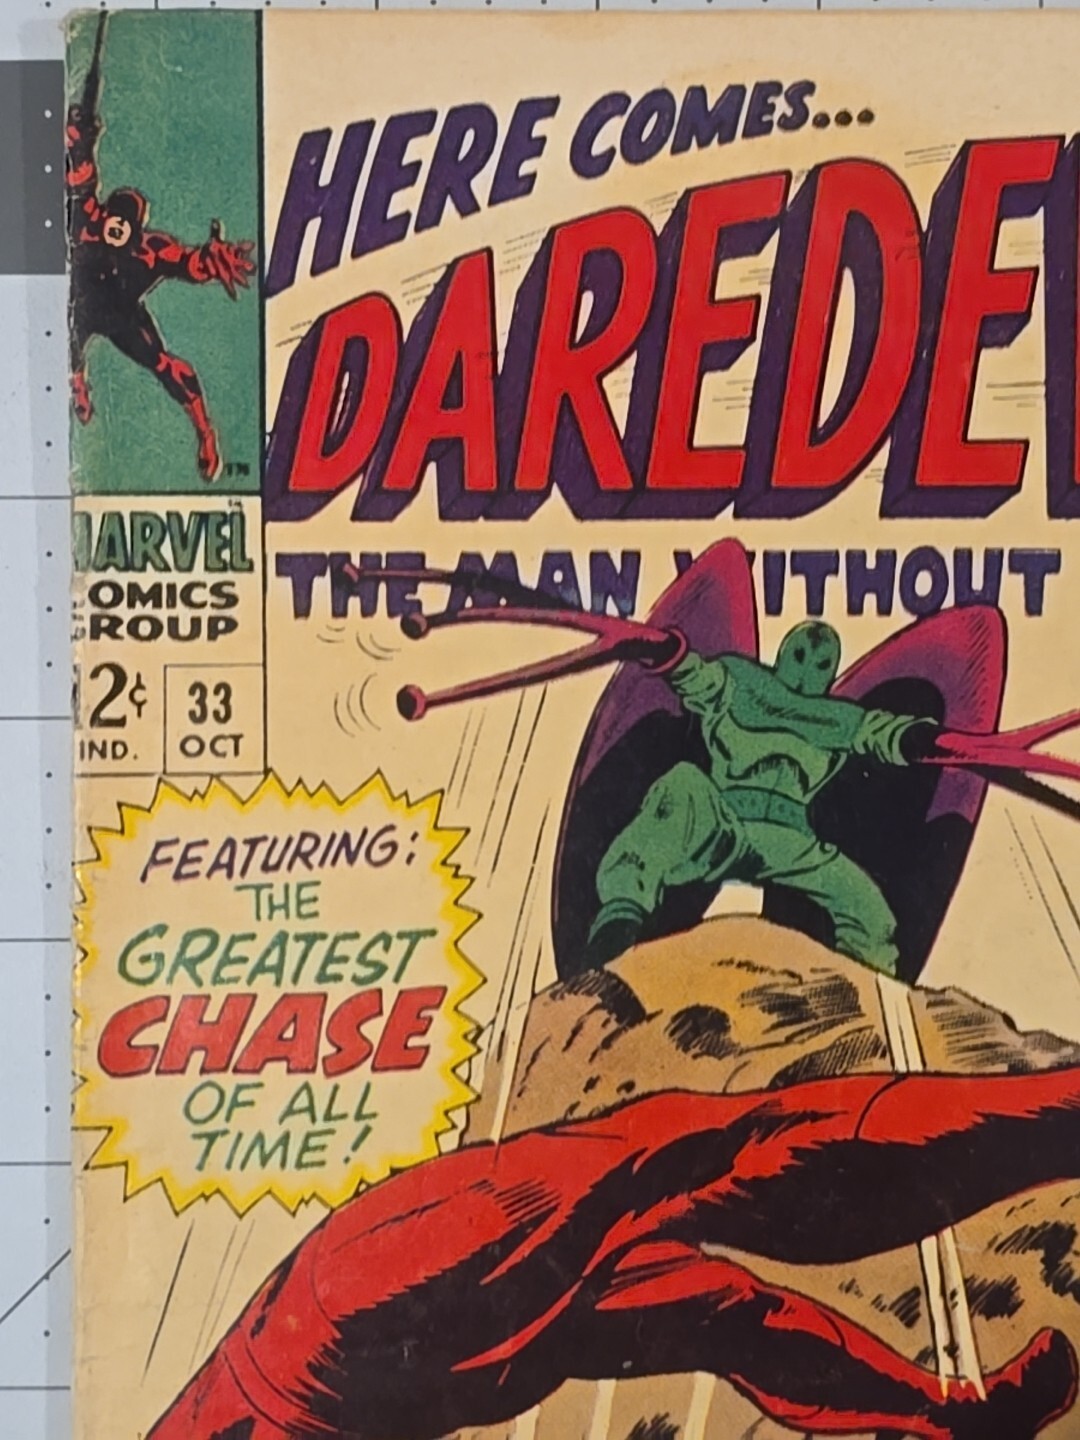 HERE COMES...
DAREDE
THE MAN WITHOUT
TM
MARVEL
COMICS
GROUP
12¢
IND.
33
OCT
FEATURING:
THE
GREATEST
CHASE
OF ALL
TIME!